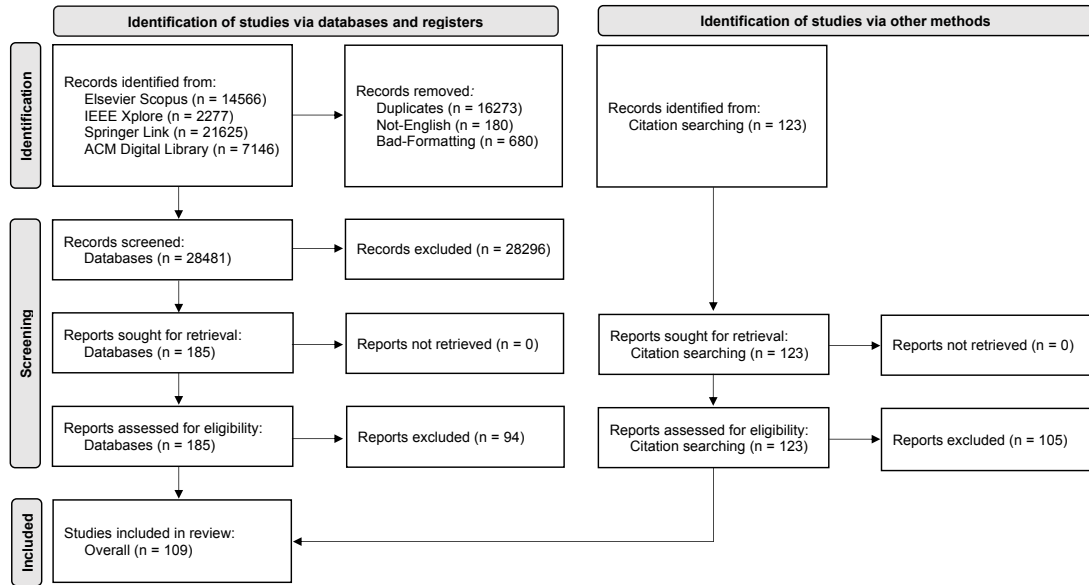 Identification of studies via databases and registers
Identification of studies via other methods
Identification
Records identified from:
Elsevier Scopus (n = 14566)
IEEE Xplore (n = 2277)
Springer Link (n = 21625)
ACM Digital Library (n = 7146)
Records removed:
Duplicates (n = 16273)
Not-English (n = 180)
Bad-Formatting (n = 680)
Records identified from:
Citation searching (n = 123)
Screening
Records screened:
Databases (n = 28481)
Records excluded (n = 28296)
Reports sought for retrieval:
Databases (n = 185)
Reports not retrieved (n = 0)
Reports sought for retrieval:
Citation searching (n = 123)
Reports not retrieved (n = 0)
Reports assessed for eligibility:
Databases (n = 185)
Reports excluded (n = 94)
Reports assessed for eligibility:
Citation searching (n = 123)
Reports excluded (n = 105)
Included
Studies included in review:
Overall (n = 109)